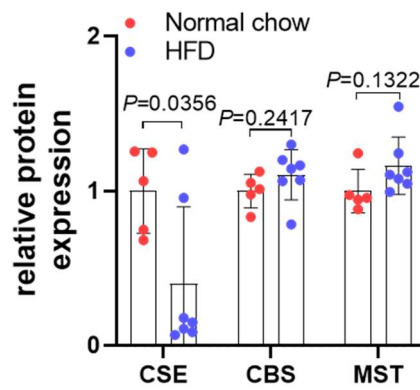 Normal chow
HFD
relative protein
expression
2
1
0
P=0.0356
P=0.2417
P=0.1322
CSE
CBS
MST